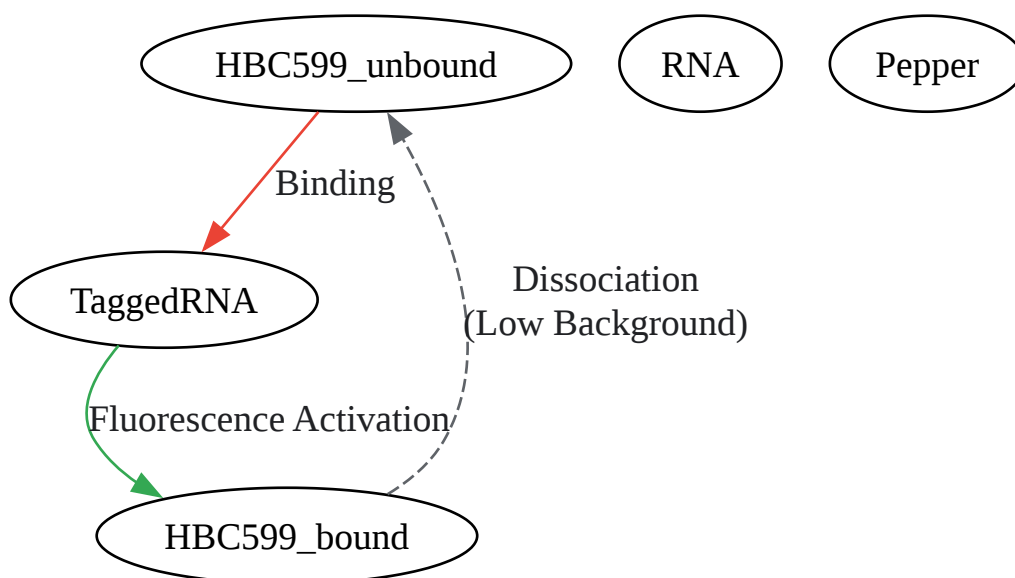 HBC599_unbound
RNA
Pepper
Binding
TaggedRNA
Dissociation
(Low Background)
Fluorescence Activation
HBC599_bound